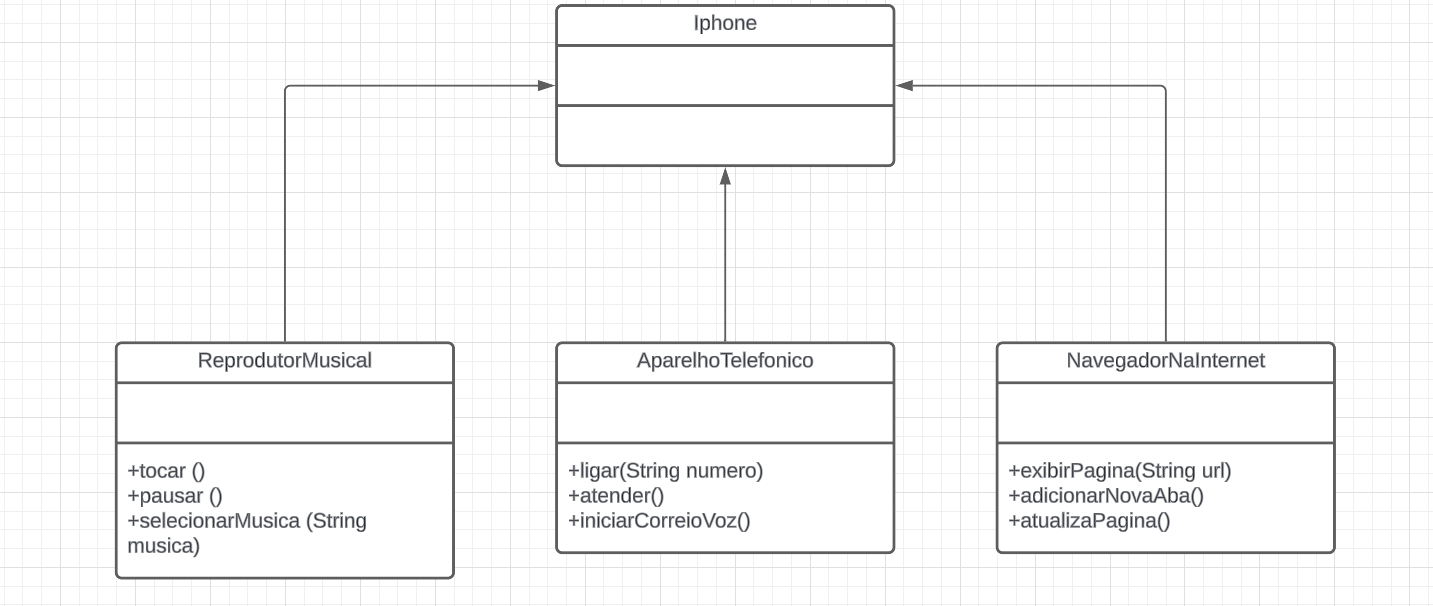 Iphone
ReprodutorMusical
+tocar ()
+pausar ()
+selecionarMusica (String
musica)
AparelhoTelefonico
+ligar(String numero)
+atender()
+iniciarCorreioVoz()
NavegadorNaInternet
+exibirPagina(String url)
+adicionarNovaAba()
+atualizaPagina()